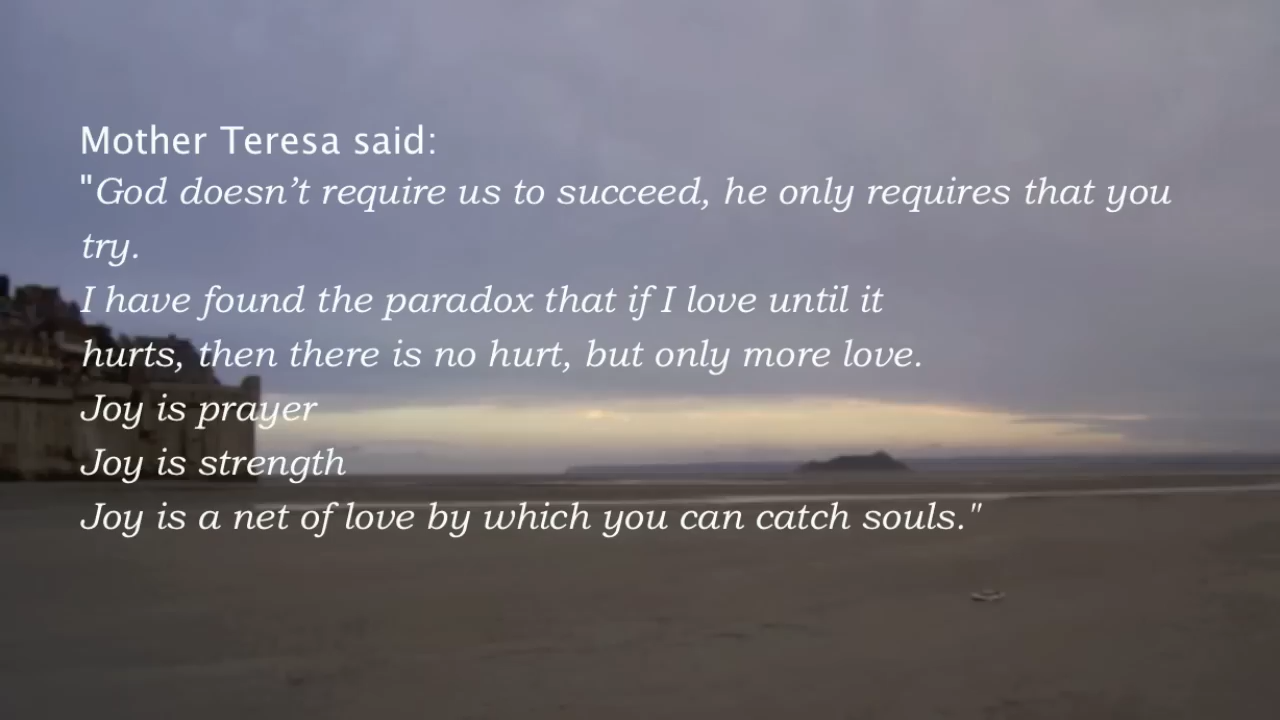 Mother Teresa said:
"God doesn’t require us to succeed, he only requires that you
try.
I have found the paradox that if I love until it
hurts, then there is no hurt, but only more love.
Joy is prayer
Joy is strength
Joy is a net of love by which you can catch souls."